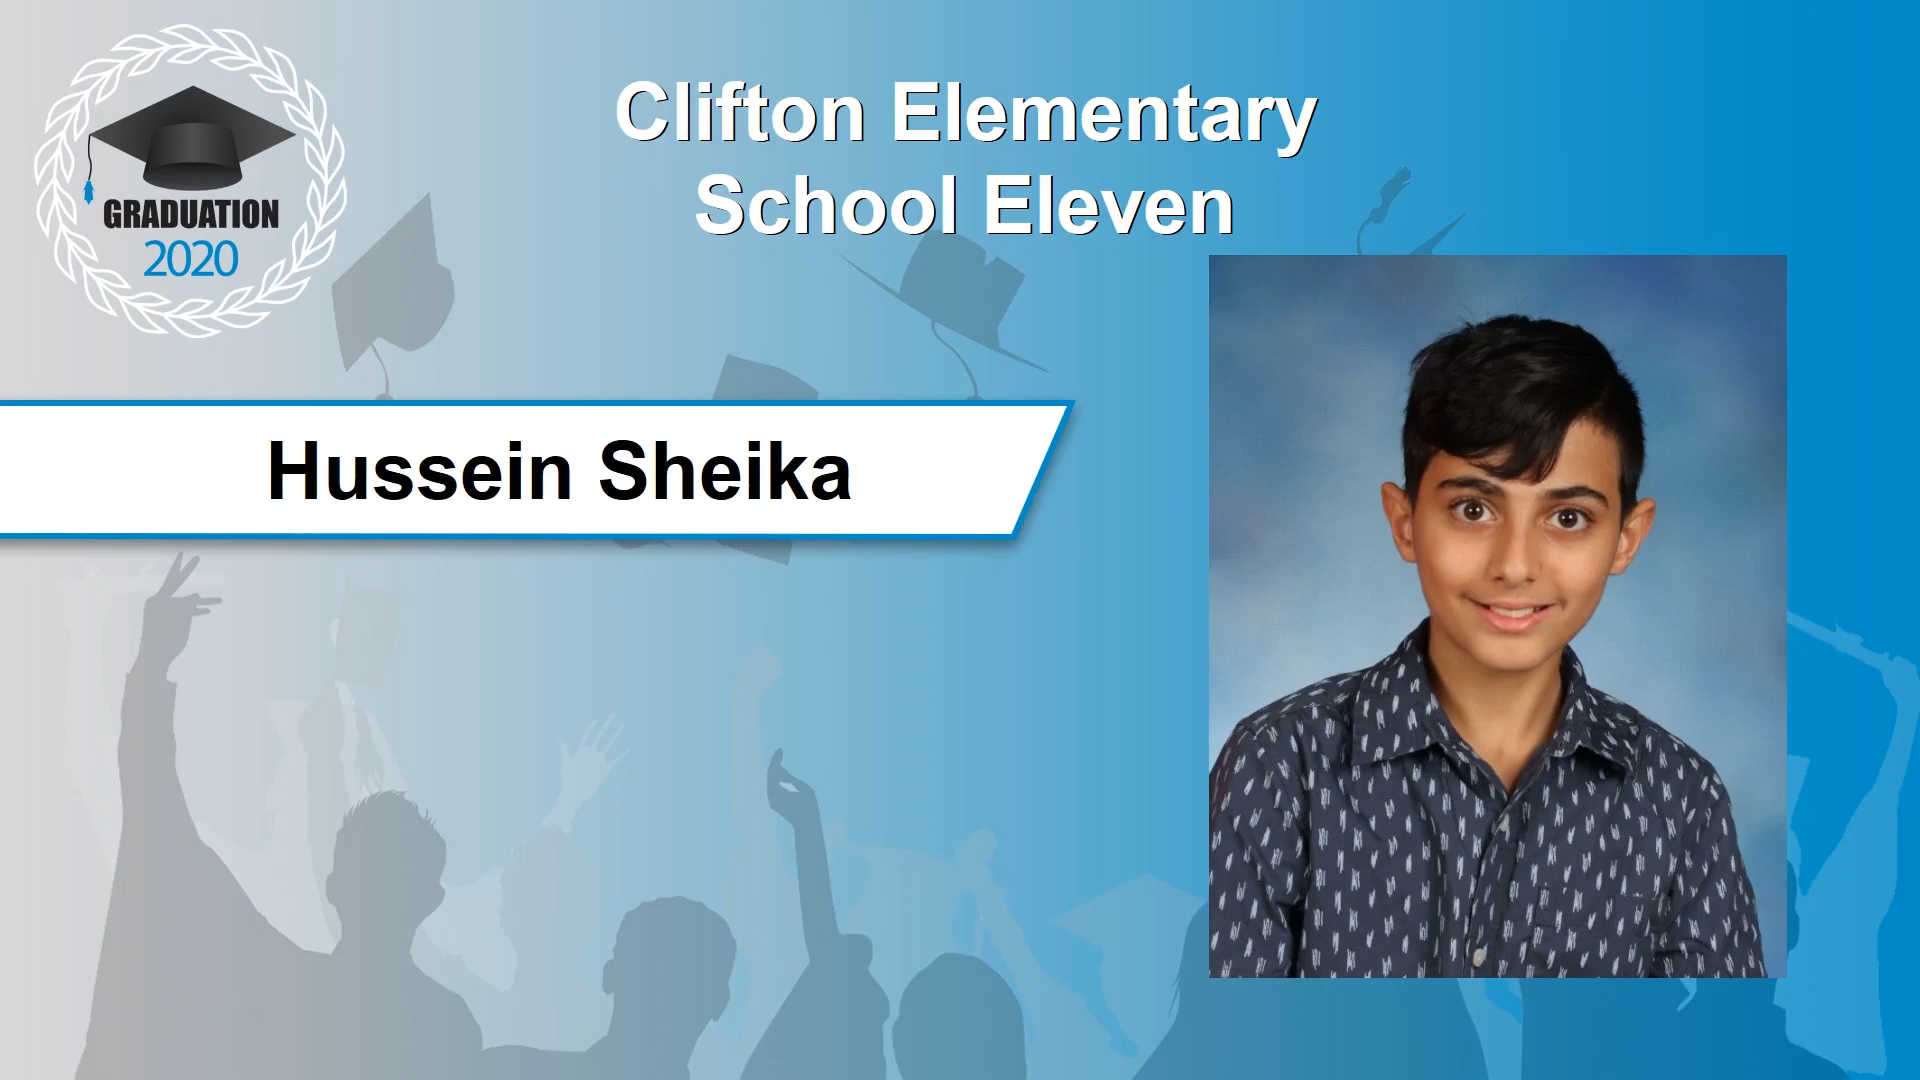 GRADUATION
2020
Clifton Elementary
School Eleven
Hussein Sheika